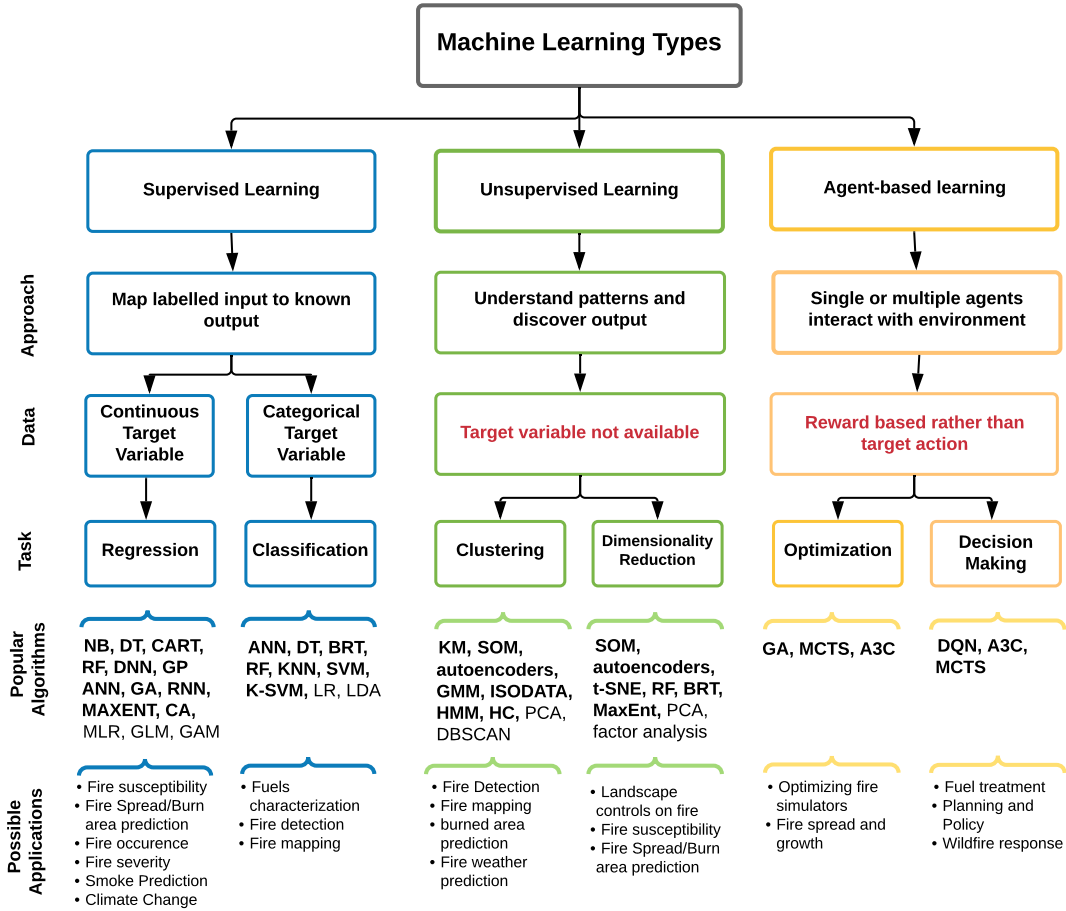 Machine Learning Types
Supervised Learning
Unsupervised Learning
Agent-based learning
Approach
Map labelled input to known
output
Understand patterns and
discover output
Single or multiple agents
interact with environment
Data
Continuous
Target
Variable
Categorical
Target
Variable
Target variable not available
Reward based rather than
target action
Task
Regression
Classification
Clustering
Dimensionality
Reduction
Optimization
Decision
Making
Popular
Algorithms
NB, DT, CART,
RF, DNN, GP
ANN, GA, RNN,
MAXENT, CA,
MLR, GLM, GAM
ANN, DT, BRT,
RF, KNN, SVM,
K-SVM, LR, LDA
KM, SOM,
autoencoders,
GMM, ISODATA,
HMM, HC, PCA,
DBSCAN
SOM,
autoencoders,
t-SNE, RF, BRT,
MaxEnt, PCA,
factor analysis
GA, MCTS, A3C
DQN, A3C,
MCTS
Possible
Applications
• Fire susceptibility
• Fire Spread/Burn
area prediction
• Fire occurence
• Fire severity
• Smoke Prediction
• Climate Change
• Fuels
characterization
• Fire detection
• Fire mapping
• Fire Detection
• Fire mapping
• burned area
prediction
• Fire weather
prediction
• Landscape
controls on fire
• Fire susceptibility
• Fire Spread/Burn
area prediction
• Optimizing fire
simulators
• Fire spread and
growth
• Fuel treatment
• Planning and
Policy
• Wildfire response